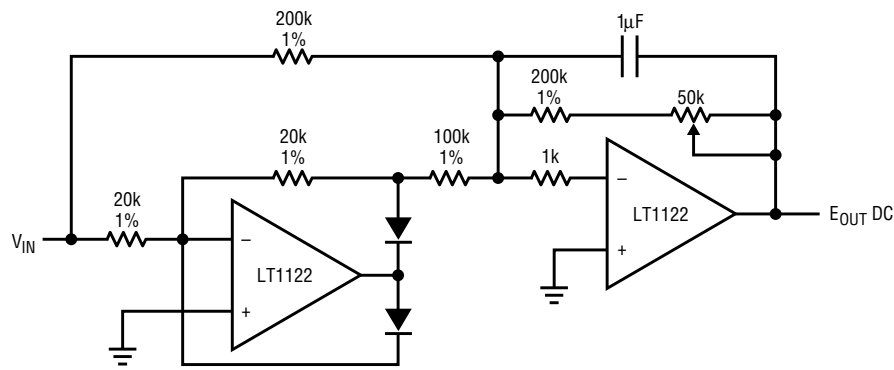 200k
1%
1µF
200k
1%
50k
20k
1%
100k
1%
1k
20k
1%
–
LT1122
+
–
LT1122
+
V_IN
E_OUT DC